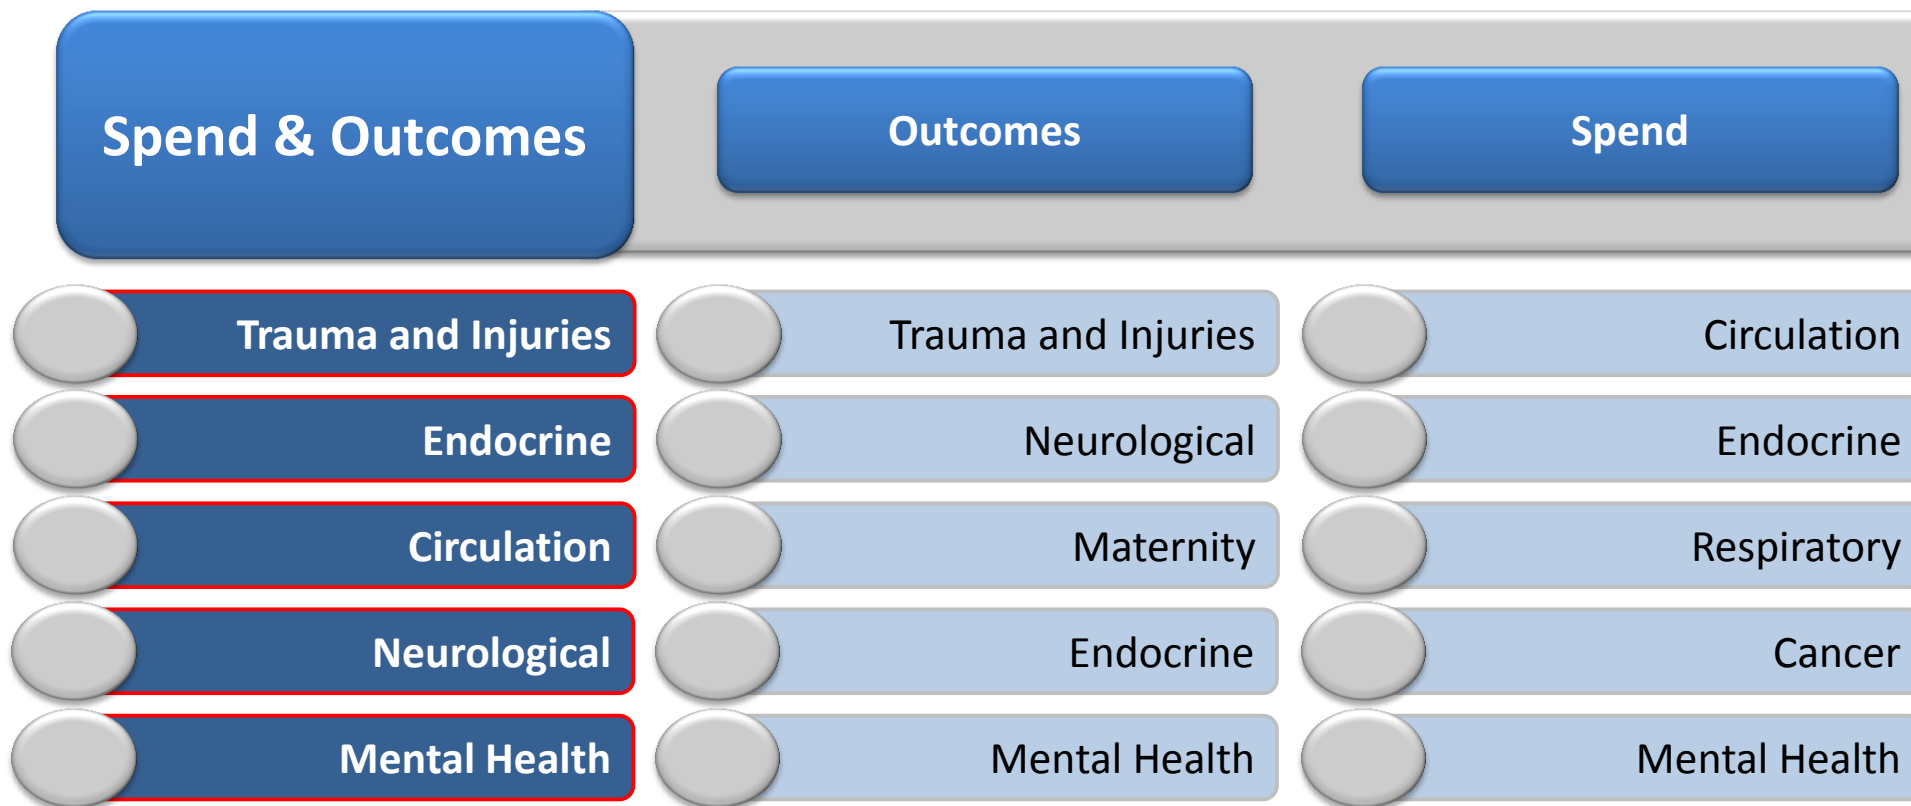 Spend & Outcomes
Outcomes
Spend
Trauma and Injuries
Trauma and Injuries
Circulation
Endocrine
Neurological
Endocrine
Circulation
Maternity
Respiratory
Neurological
Endocrine
Cancer
Mental Health
Mental Health
Mental Health